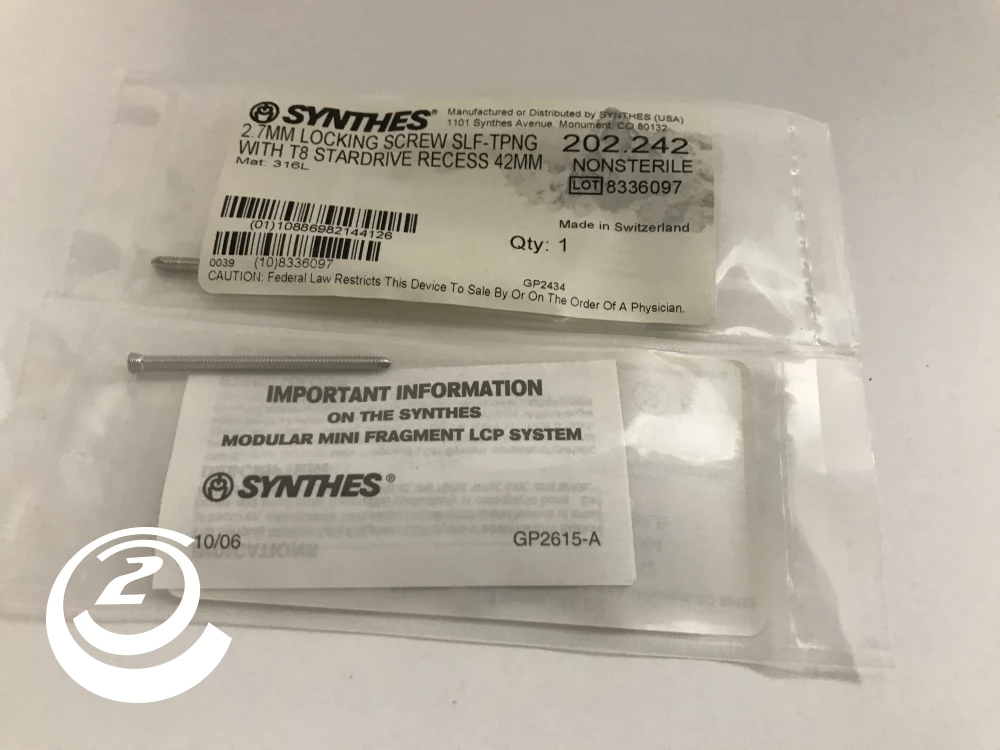 SYNTHES®
Manufactured or Distributed by SYNTHES (USA)
1101 Synthes Avenue, Monument, CO 80132
2.7MM LOCKING SCREW SLF-TPNG
WITH T8 STARDRIVE RECESS 42MM
Mat: 316L
202.242
NONSTERILE
LOT 8336097
Made in Switzerland
(01)10886982144126
Qty: 1
0039 (10)8336097
GP2434
CAUTION: Federal Law Restricts This Device To Sale By Or On The Order Of A Physician.
IMPORTANT INFORMATION
ON THE SYNTHES
MODULAR MINI FRAGMENT LCP SYSTEM
SYNTHES®
10/06
GP2615-A
2